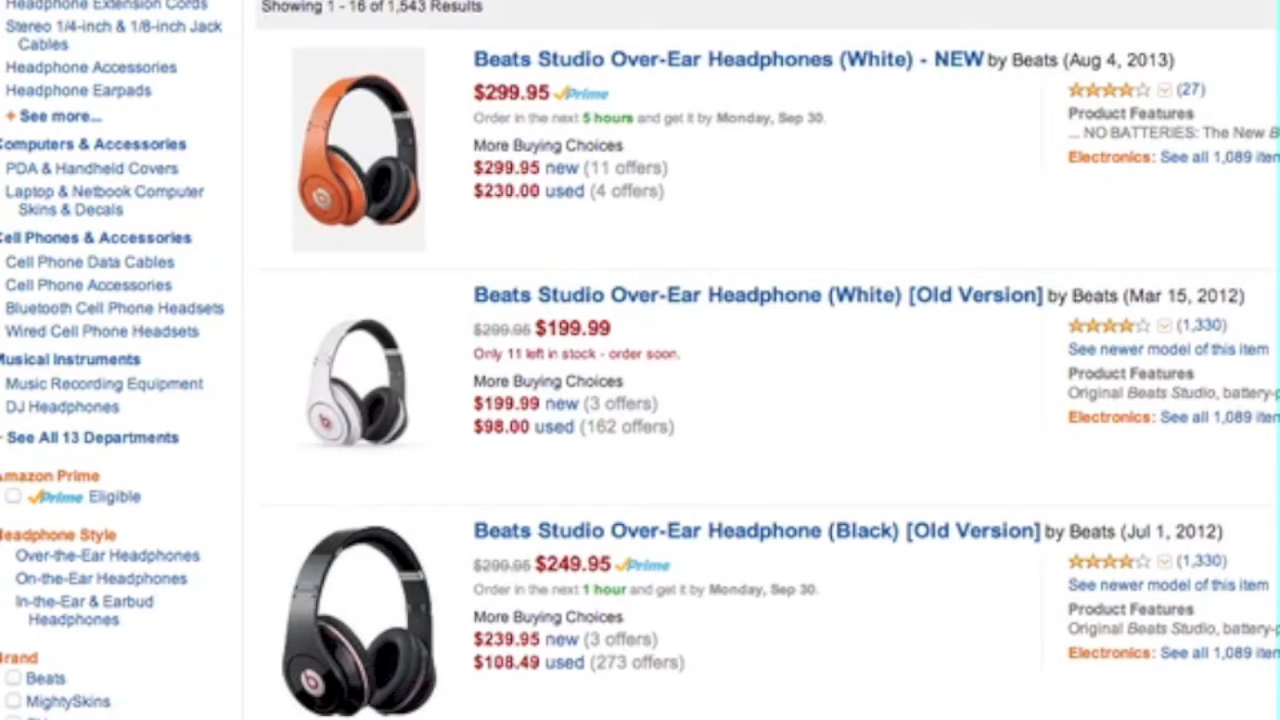 Headphone Extension Cords
Stereo 1/4-inch & 1/8-inch Jack
Cables
Headphone Accessories
Headphone Earpads
+ See more...
Computers & Accessories
PDA & Handheld Covers
Laptop & Netbook Computer
Skins & Decals
Cell Phones & Accessories
Cell Phone Data Cables
Cell Phone Accessories
Bluetooth Cell Phone Headsets
Wired Cell Phone Headsets
Musical Instruments
Music Recording Equipment
DJ Headphones
See All 13 Departments
Amazon Prime
Prime Eligible
Headphone Style
Over-the-Ear Headphones
On-the-Ear Headphones
In-the-Ear & Earbud
Headphones
Brand
Beats
MightySkins
Showing 1 - 16 of 1,543 Results
Beats Studio Over-Ear Headphones (White) - NEW by Beats (Aug 4, 2013)
$299.95 Prime
Order in the next 5 hours and get it by Monday, Sep 30.
More Buying Choices
$299.95 new (11 offers)
$230.00 used (4 offers)
(27)
Product Features
... NO BATTERIES: The New B
Electronics: See all 1,089 iten
Beats Studio Over-Ear Headphone (White) [Old Version] by Beats (Mar 15, 2012)
$299.95 $199.99
Only 11 left in stock - order soon.
More Buying Choices
$199.99 new (3 offers)
$98.00 used (162 offers)
(1,330)
See newer model of this item
Product Features
Original Beats Studio, battery-p
Electronics: See all 1,089 iten
Beats Studio Over-Ear Headphone (Black) [Old Version] by Beats (Jul 1, 2012)
$299.95 $249.95 Prime
Order in the next 1 hour and get it by Monday, Sep 30.
More Buying Choices
$239.95 new (3 offers)
$108.49 used (273 offers)
(1,330)
See newer model of this item
Product Features
Original Beats Studio, battery-p
Electronics: See all 1,089 iten